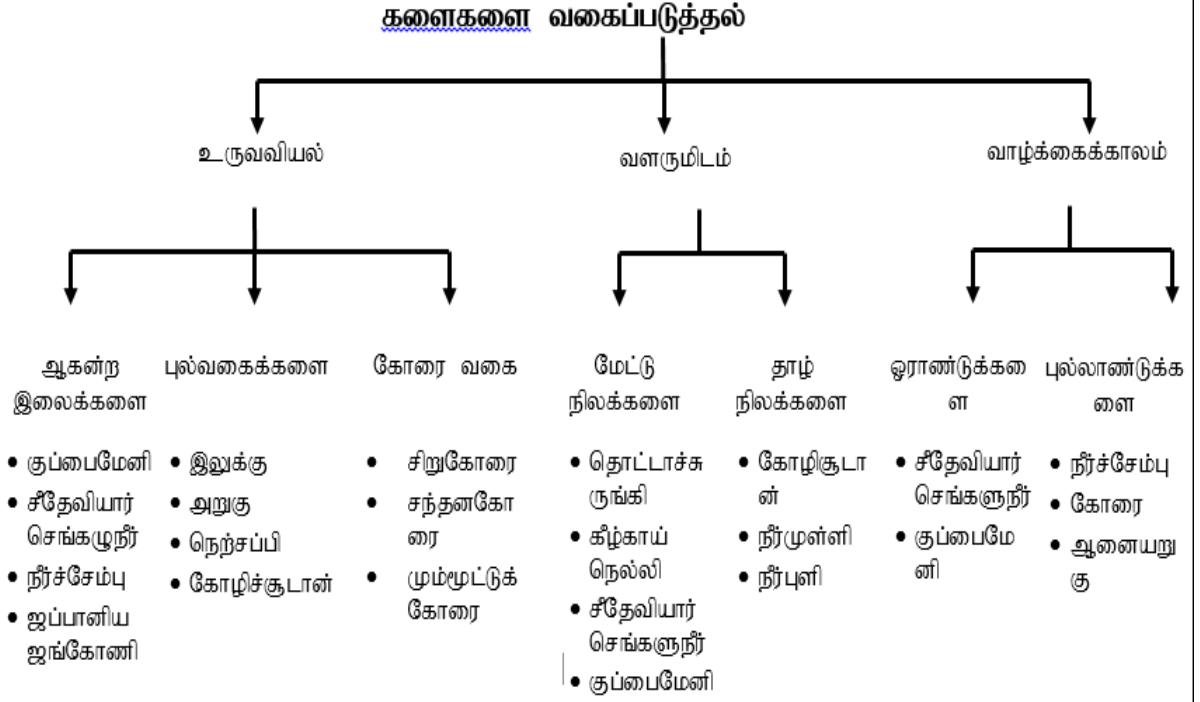 களைகளை வகைப்படுத்தல்
உருவவியல்
வளருமிடம்
வாழ்க்கைக்காலம்
ஆகன்ற
இலைக்களை
• குப்பைமேனி
• சீதேவியார்
செங்கழுநீர்
• நீர்ச்சேம்பு
• ஜப்பானிய
ஜங்கோணி
புல்வகைக்களை
• இலுக்கு
• அறுகு
• நெற்சப்பி
• கோழிச்சூடான்
கோரை வகை
• சிறுகோரை
• சந்தனகோ
ரை
• மும்மூட்டுக்
கோரை
மேட்டு
நிலக்களை
• தொட்டாச்சு
ருங்கி
• கீழ்காய்
நெல்லி
• சீதேவியார்
செங்களுநீர்
• குப்பைமேனி
தாழ்
நிலக்களை
• கோழிசூடா
ன்
• நீர்முள்ளி
• நீர்புளி
ஓராண்டுக்க‌ளை
• சீதேவியார்
செங்களுநீர்
• குப்பைமே
னி
புல்லாண்டுக்க
ளை
• நீர்ச்சேம்பு
• கோரை
• ஆனையறு
கு